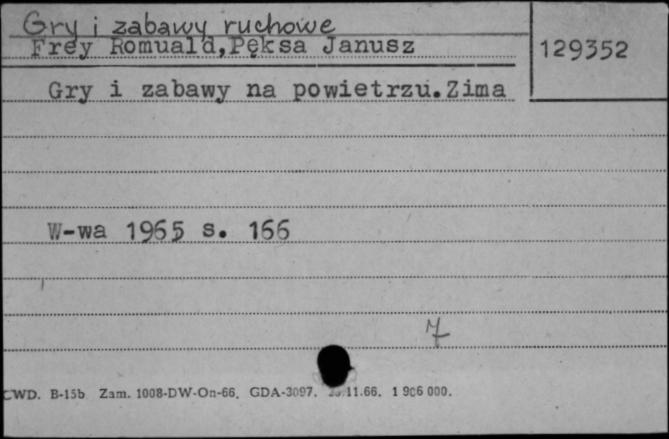 Gry i zabawy ruchowe
Frey Romuald,Pęksa Janusz
129352
Gry i zabawy na powietrzu.Zima
W-wa 1965 s. 166
CWD. B-15b Zam. 1008-DW-On-66. GDA-3097. 11.66. 1 906 000.